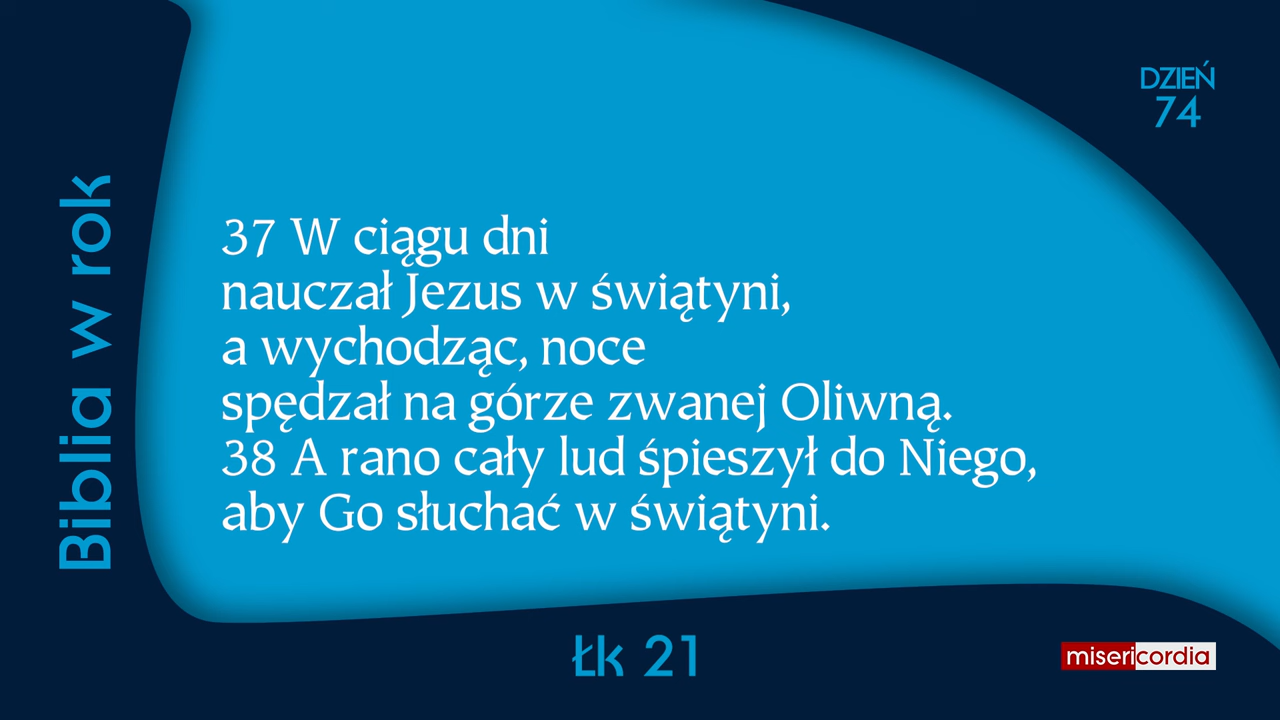 DZIEŃ
74
Biblia w rok
37 W ciągu dni
nauczał Jezus w świątyni,
a wychodząc, noce
spędzał na górze zwanej Oliwną.
38 A rano cały lud śpieszył do Niego,
aby Go słuchać w świątyni.
Łk 21
misericordia